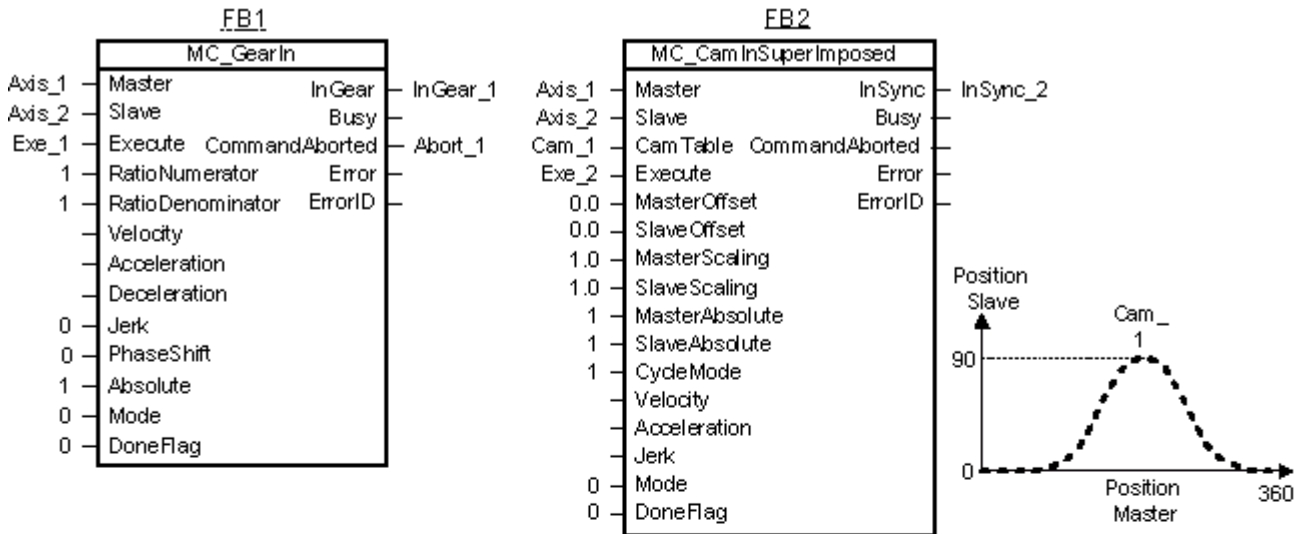 FB1
MC_GearIn
Axis_1 Master InGear InGear_1
Axis_2 Slave Busy
Exe_1 Execute CommandAborted Abort_1
1 RatioNumerator Error
1 RatioDenominator ErrorID
Velocity
Acceleration
Deceleration
0 Jerk
0 PhaseShift
1 Absolute
0 Mode
0 DoneFlag
FB2
MC_CamInSuperImposed
Axis_1 Master InSync InSync_2
Axis_2 Slave Busy
Cam_1 CamTable CommandAborted
Exe_2 Execute Error
0.0 MasterOffset ErrorID
0.0 SlaveOffset
1.0 MasterScaling
1.0 SlaveScaling
1 MasterAbsolute
1 SlaveAbsolute
1 CycleMode
Velocity
Acceleration
Jerk
0 Mode
0 DoneFlag
Position
Slave
Cam_
1
90
0
Position
Master
360